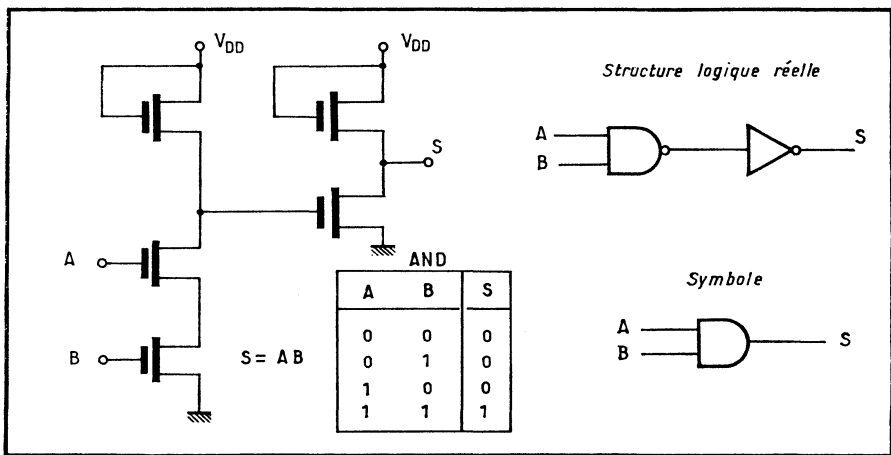 VDD
VDD
S
A
B
S = AB
AND
A B S
0 0 0
0 1 0
1 0 0
1 1 1
Structure logique réelle
A
B
S
Symbole
A
B
S